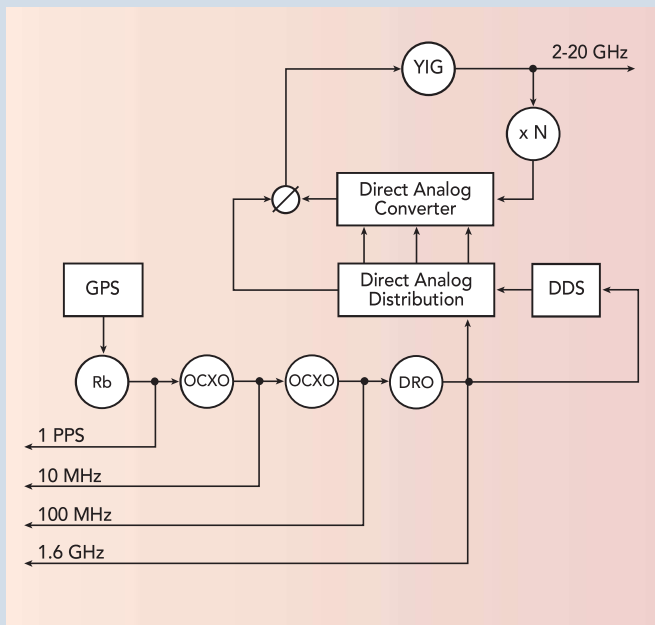 2-20 GHz
YIG
x N
Direct Analog
Converter
GPS
Direct Analog
Distribution
DDS
Rb
OCXO
OCXO
DRO
1 PPS
10 MHz
100 MHz
1.6 GHz